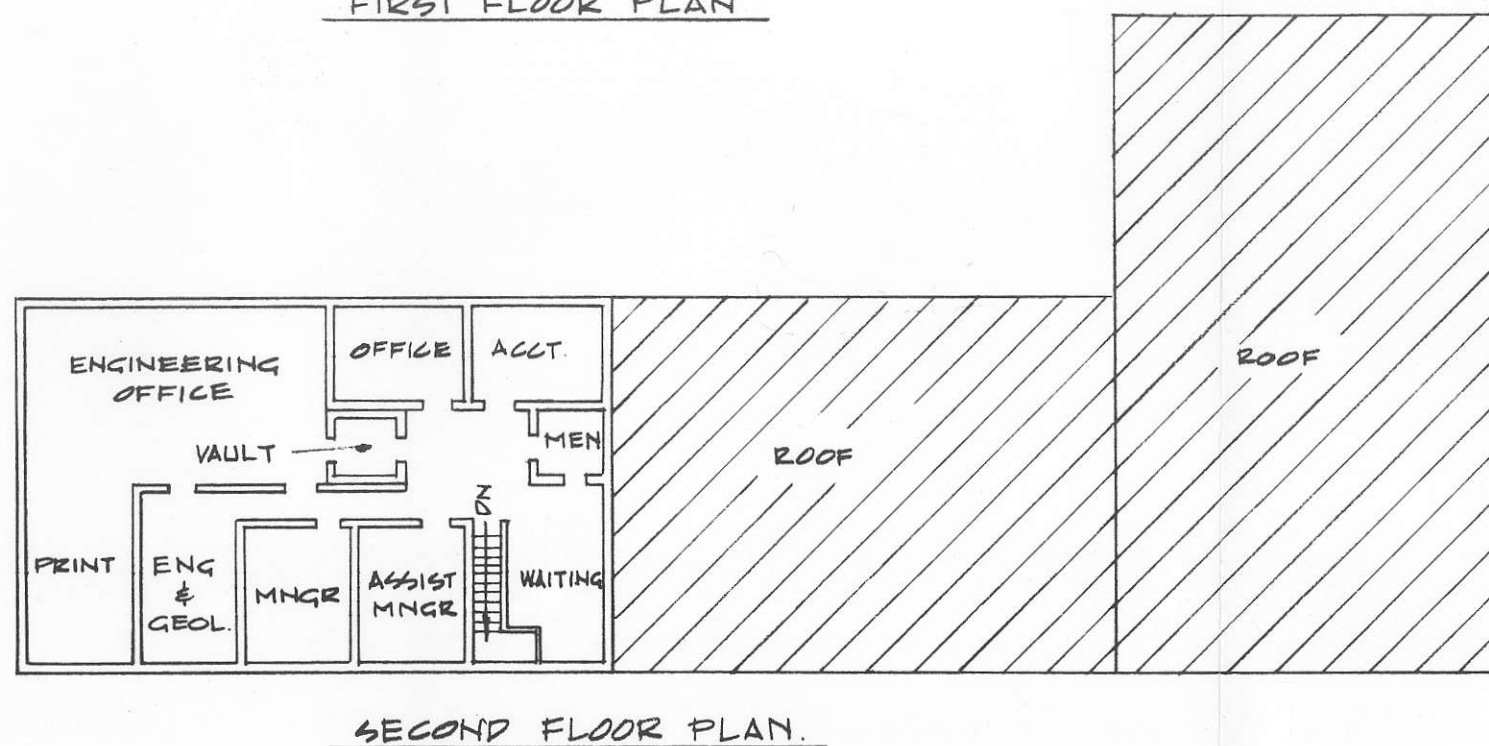 FIRST FLOOR PLAN
ENGINEERING
OFFICE
OFFICE
ACCT.
VAULT
MEN
ROOF
ROOF
DN
PRINT
ENG
&
GEOL.
MNGR
ASSIST
MNGR
WAITING
SECOND FLOOR PLAN.